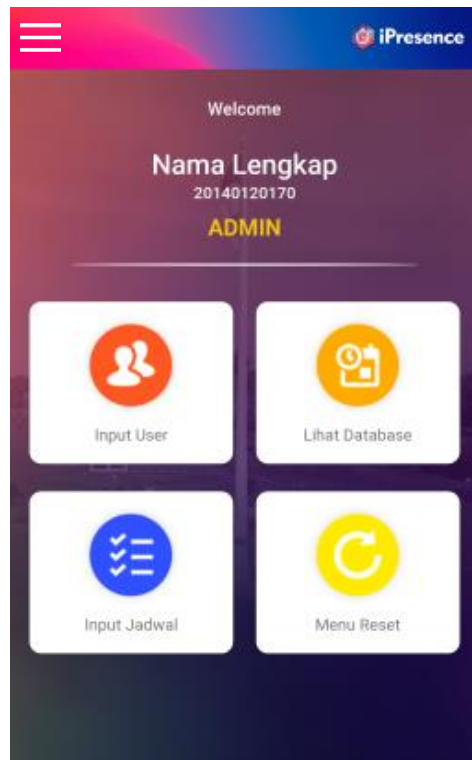 iPresence
Welcome
Nama Lengkap
20140120170
ADMIN
Input User
Lihat Database
Input Jadwal
Menu Reset